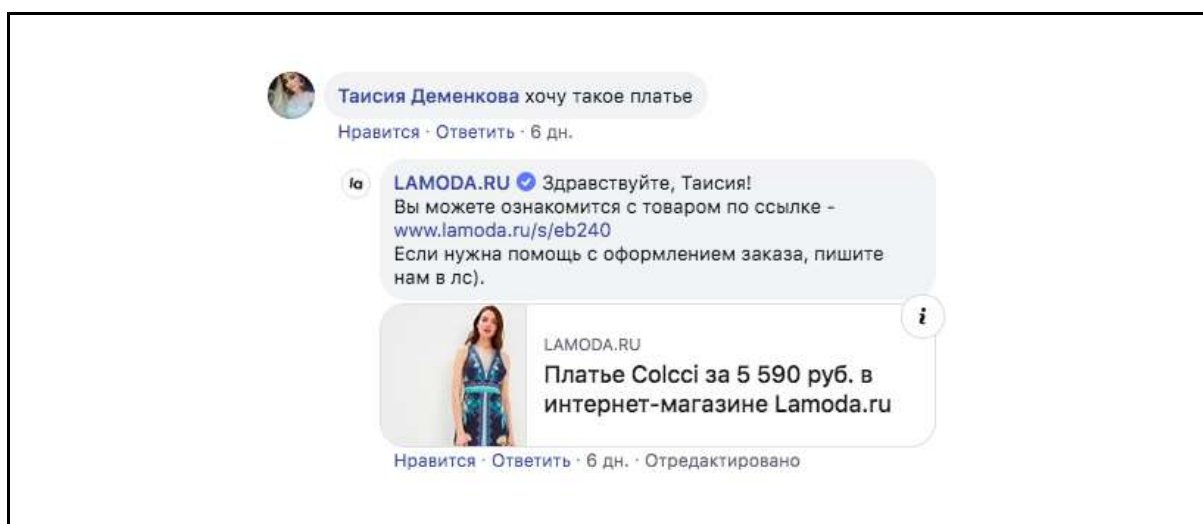 Таисия Деменкова хочу такое платье
Нравится · Ответить · 6 дн.
la LAMODA.RU Здравствуйте, Таисия!
Вы можете ознакомится с товаром по ссылке -
www.lamoda.ru/s/eb240
Если нужна помощь с оформлением заказа, пишите
нам в лс).
i
LAMODA.RU
Платье Colcci за 5 590 руб. в
интернет-магазине Lamoda.ru
Нравится · Ответить · 6 дн. · Отредактировано